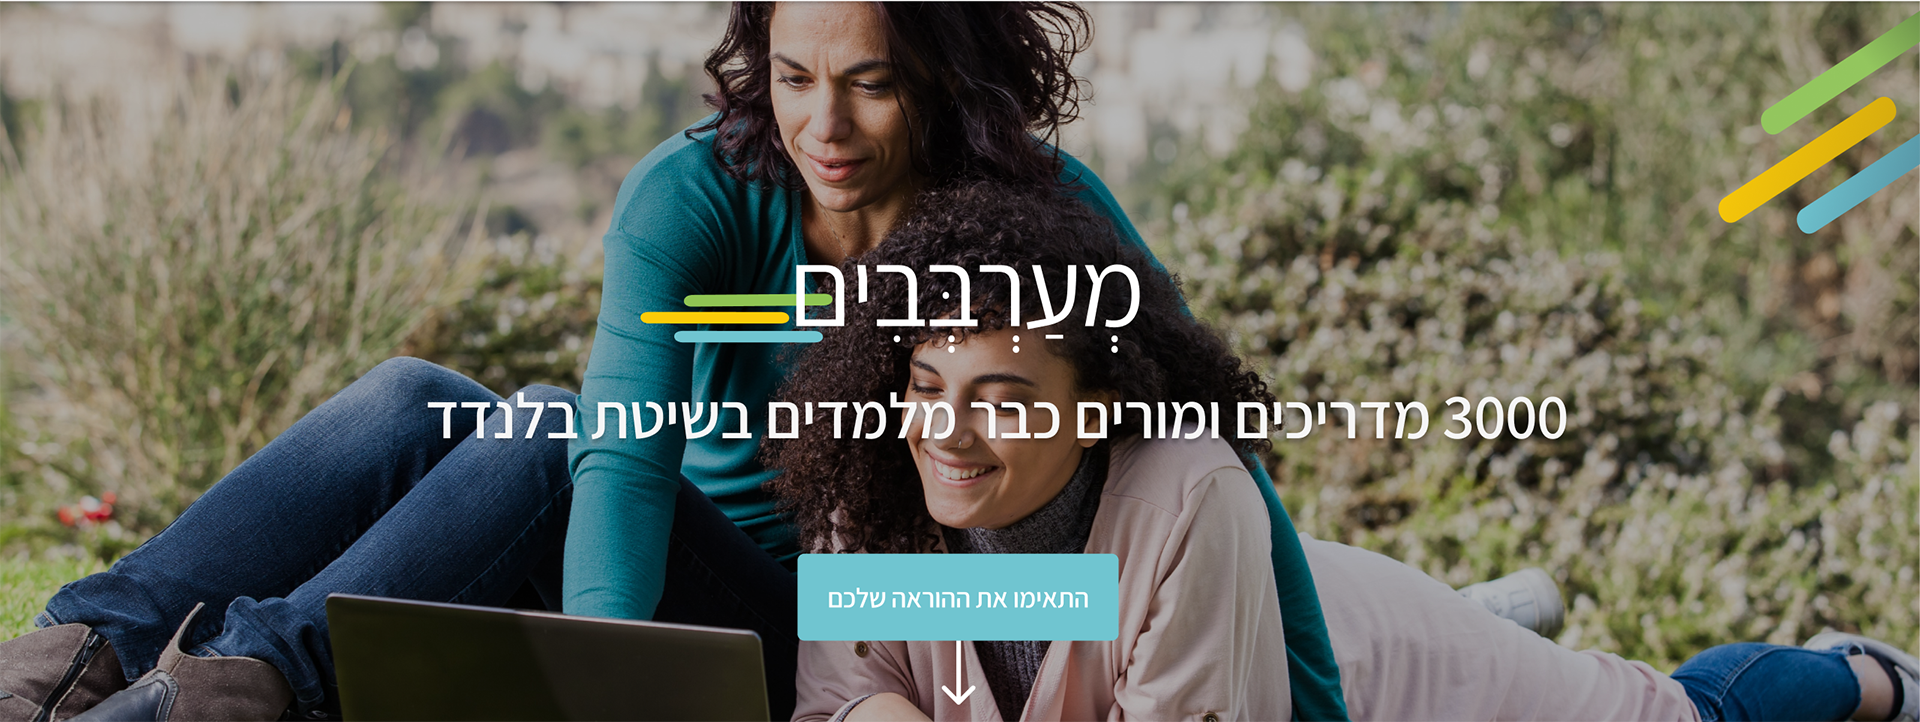 מְעַרְבְּבִים
3000 מדריכים ומורים כבר מלמדים בשיטת בלנדד
התאימו את ההוראה שלכם